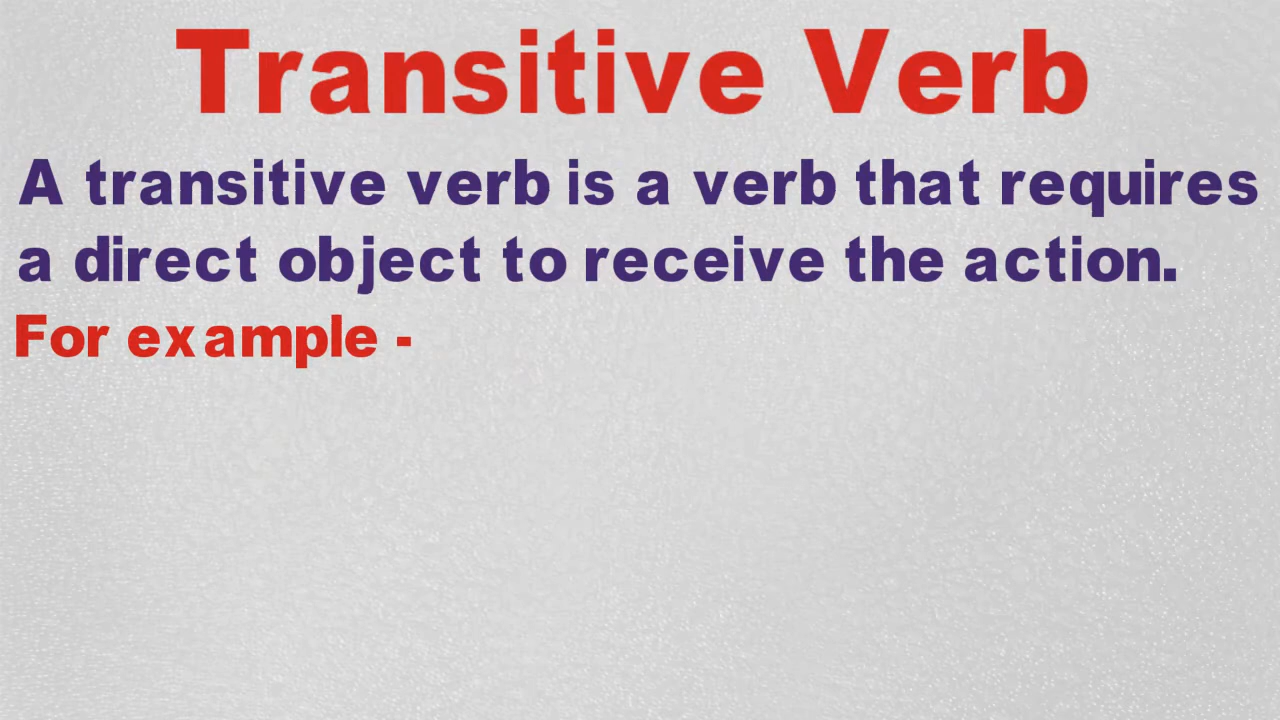 Transitive Verb
A transitive verb is a verb that requires
a direct object to receive the action.
For example -